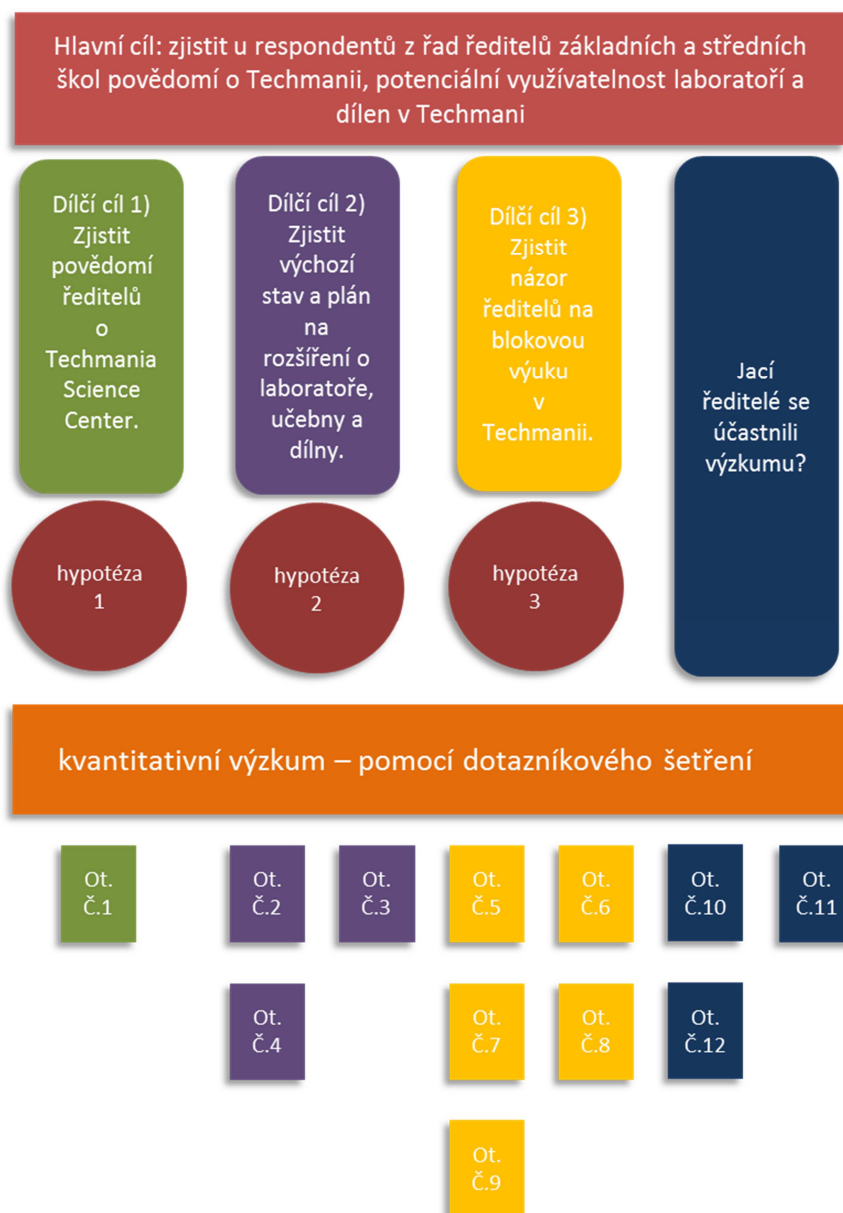 Hlavní cíl: zjistit u respondentů z řad ředitelů základních a středních
škol povědomí o Techmanii, potenciální využívatelnost laboratoří a
dílen v Techmani
Dílčí cíl 1)
Zjistit
povědomí
ředitelů
o
Techmania
Science
Center.
Dílčí cíl 2)
Zjistit
výchozí
stav a plán
na
rozšíření o
laboratoře,
učebny a
dílny.
Dílčí cíl 3)
Zjistit
názor
ředitelů na
blokovou
výuku
v
Techmanii.
Jací
ředitelé se
účastnili
výzkumu?
hypotéza
1
hypotéza
2
hypotéza
3
kvantitativní výzkum – pomocí dotazníkového šetření
Ot.
Č.1
Ot.
Č.2
Ot.
Č.3
Ot.
Č.5
Ot.
Č.6
Ot.
Č.10
Ot.
Č.11
Ot.
Č.4
Ot.
Č.7
Ot.
Č.8
Ot.
Č.12
Ot.
Č.9